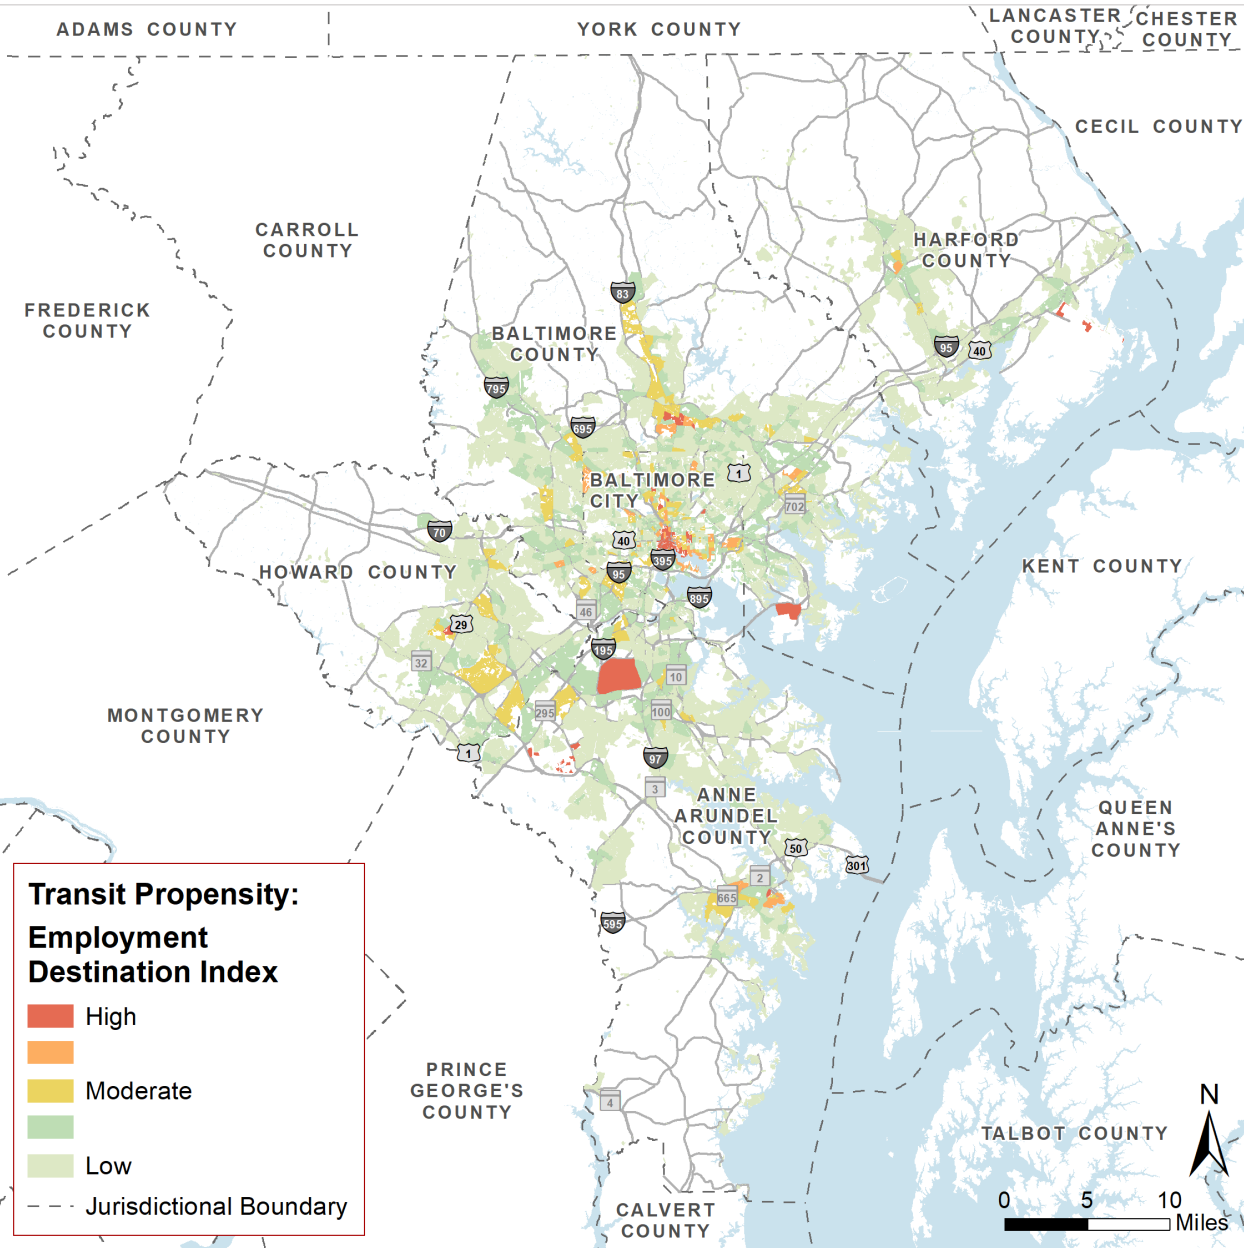 ADAMS COUNTY
YORK COUNTY
LANCASTER
COUNTY
CHESTER
COUNTY
CECIL COUNTY
CARROLL
COUNTY
HARFORD
COUNTY
FREDERICK
COUNTY
83
BALTIMORE
COUNTY
95
40
795
695
1
BALTIMORE
CITY
702
70
40
395
95
HOWARD COUNTY
KENT COUNTY
895
46
29
195
32
10
295
100
MONTGOMERY
COUNTY
1
97
3
ANNE
ARUNDEL
COUNTY
QUEEN
ANNE'S
COUNTY
50
301
2
665
595
Transit Propensity:
Employment
Destination Index
High
Moderate
Low
Jurisdictional Boundary
PRINCE
GEORGE'S
COUNTY
4
TALBOT COUNTY
CALVERT
COUNTY
N
0 5 10
Miles